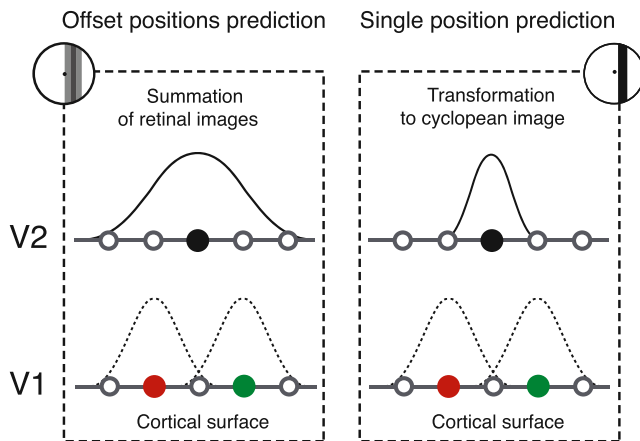 Offset positions prediction
Single position prediction
Summation
of retinal images
Transformation
to cyclopean image
V2
V1
Cortical surface
Cortical surface